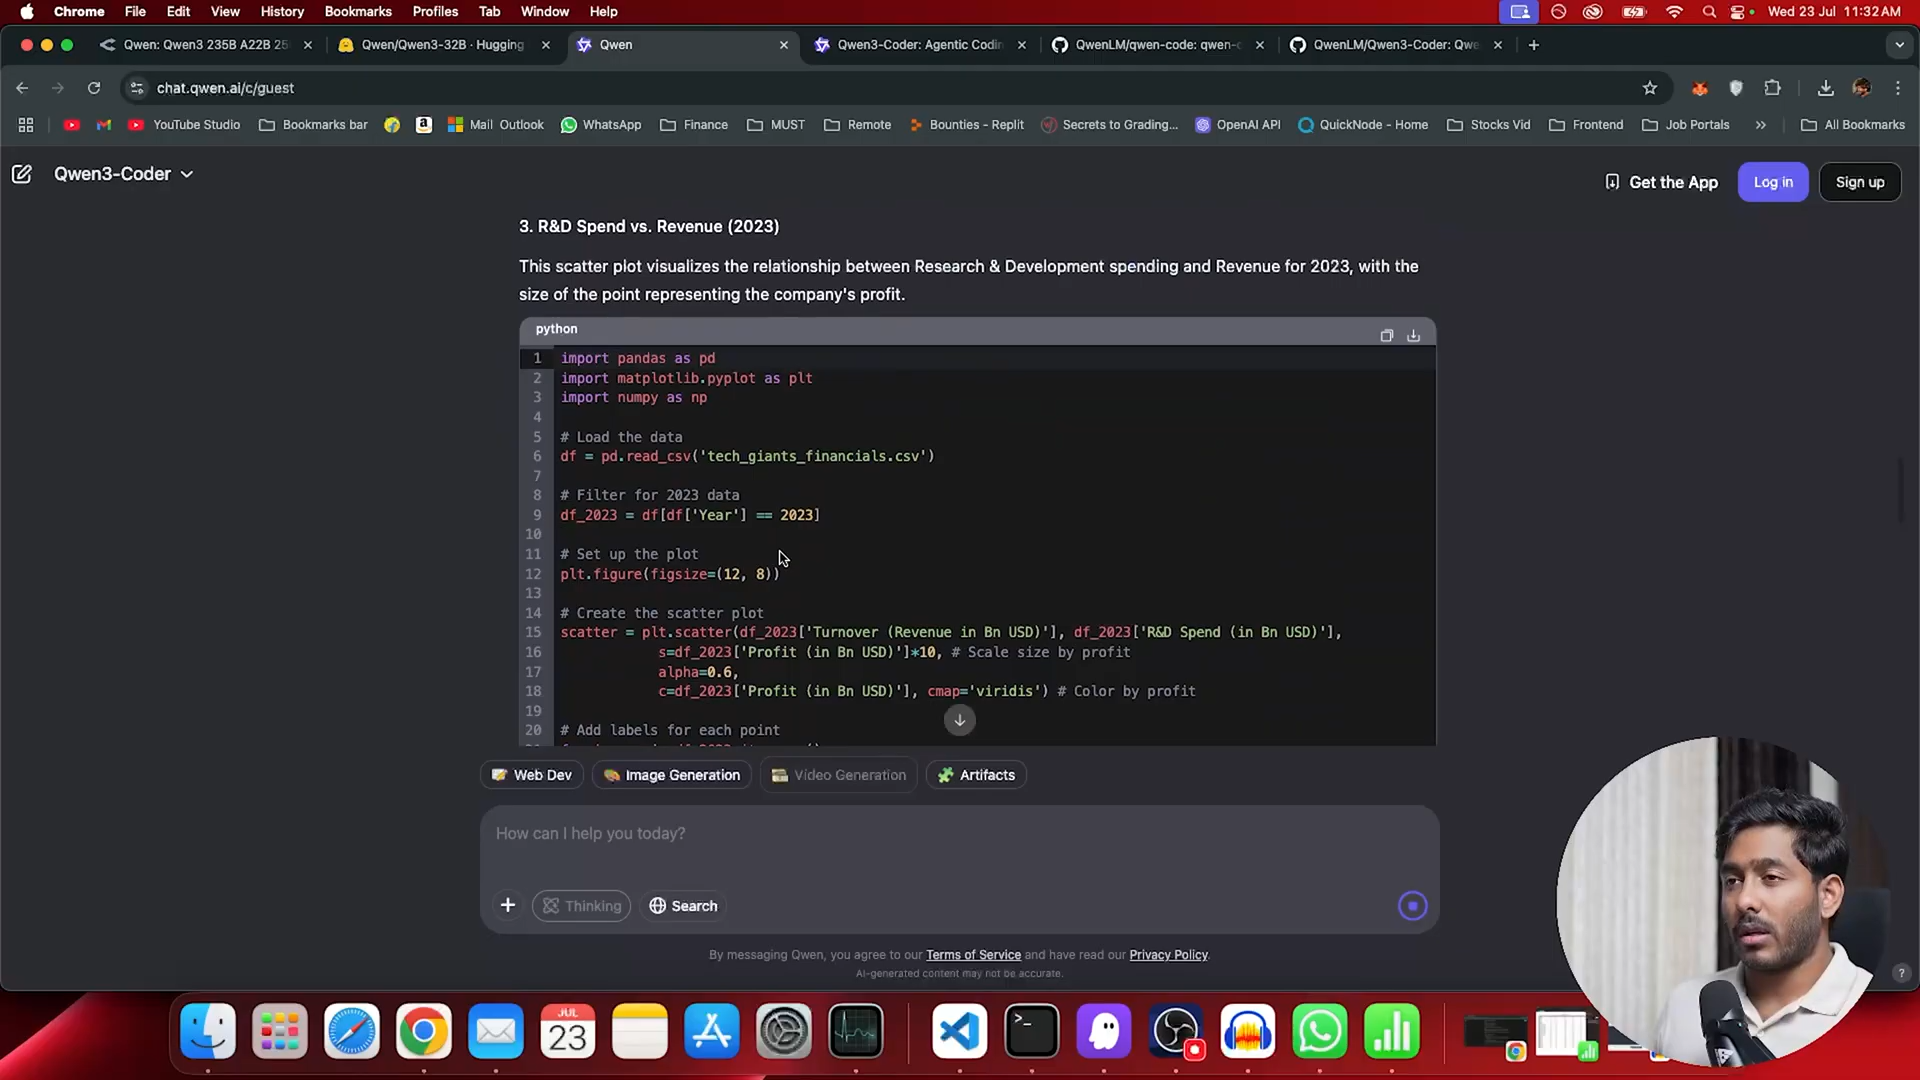 Chrome File Edit View History Bookmarks Profiles Tab Window Help Wed 23 Jul 11:32 AM
Qwen: Qwen3 235B A22B 25 Qwen/Qwen3-32B · Hugging Qwen Qwen3-Coder: Agentic Codin QwenLM/qwen-code: qwen-c QwenLM/Qwen3-Coder: Qwe
chat.qwen.ai/c/guest
YouTube Studio Bookmarks bar Mail Outlook WhatsApp Finance MUST Remote Bounties - Replit Secrets to Grading... OpenAI API QuickNode - Home Stocks Vid Frontend Job Portals All Bookmarks
Qwen3-Coder Get the App Log in Sign up
3. R&D Spend vs. Revenue (2023)
This scatter plot visualizes the relationship between Research & Development spending and Revenue for 2023, with the
size of the point representing the company's profit.
python
1 import pandas as pd
2 import matplotlib.pyplot as plt
3 import numpy as np
4
5 # Load the data
6 df = pd.read_csv('tech_giants_financials.csv')
7
8 # Filter for 2023 data
9 df_2023 = df[df['Year'] == 2023]
10
11 # Set up the plot
12 plt.figure(figsize=(12, 8))
13
14 # Create the scatter plot
15 scatter = plt.scatter(df_2023['Turnover (Revenue in Bn USD)'], df_2023['R&D Spend (in Bn USD)'],
16 s=df_2023['Profit (in Bn USD)']*10, # Scale size by profit
17 alpha=0.6,
18 c=df_2023['Profit (in Bn USD)'], cmap='viridis') # Color by profit
19
20 # Add labels for each point
Web Dev Image Generation Video Generation Artifacts
How can I help you today?
Thinking Search
By messaging Qwen, you agree to our Terms of Service and have read our Privacy Policy.
AI-generated content may not be accurate.
?
JUL
23